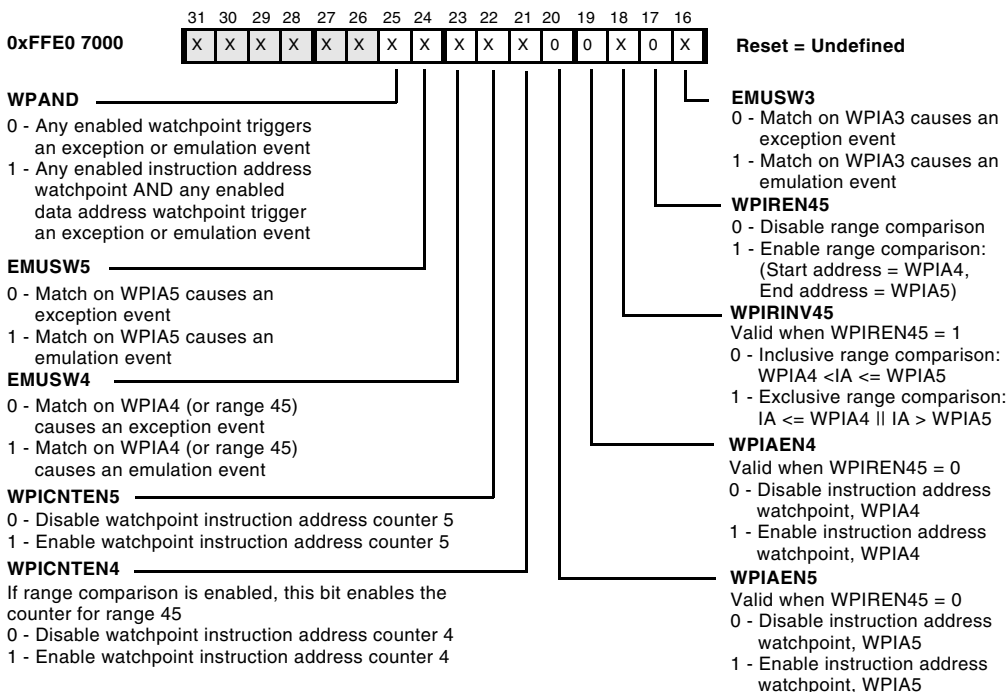 31 30 29 28 27 26 25 24 23 22 21 20 19 18 17 16
0xFFE0 7000
X X X X X X X X X X X 0 0 X 0 X
Reset = Undefined
WPAND
0 - Any enabled watchpoint triggers
an exception or emulation event
1 - Any enabled instruction address
watchpoint AND any enabled
data address watchpoint trigger
an exception or emulation event
EMUSW5
0 - Match on WPIA5 causes an
exception event
1 - Match on WPIA5 causes an
emulation event
EMUSW4
0 - Match on WPIA4 (or range 45)
causes an exception event
1 - Match on WPIA4 (or range 45)
causes an emulation event
WPICNTEN5
0 - Disable watchpoint instruction address counter 5
1 - Enable watchpoint instruction address counter 5
WPICNTEN4
If range comparison is enabled, this bit enables the
counter for range 45
0 - Disable watchpoint instruction address counter 4
1 - Enable watchpoint instruction address counter 4
EMUSW3
0 - Match on WPIA3 causes an
exception event
1 - Match on WPIA3 causes an
emulation event
WPIREN45
0 - Disable range comparison
1 - Enable range comparison:
(Start address = WPIA4,
End address = WPIA5)
WPIRINV45
Valid when WPIREN45 = 1
0 - Inclusive range comparison:
WPIA4 <IA <= WPIA5
1 - Exclusive range comparison:
IA <= WPIA4 || IA > WPIA5
WPIAEN4
Valid when WPIREN45 = 0
0 - Disable instruction address
watchpoint, WPIA4
1 - Enable instruction address
watchpoint, WPIA4
WPIAEN5
Valid when WPIREN45 = 0
0 - Disable instruction address
watchpoint, WPIA5
1 - Enable instruction address
watchpoint, WPIA5